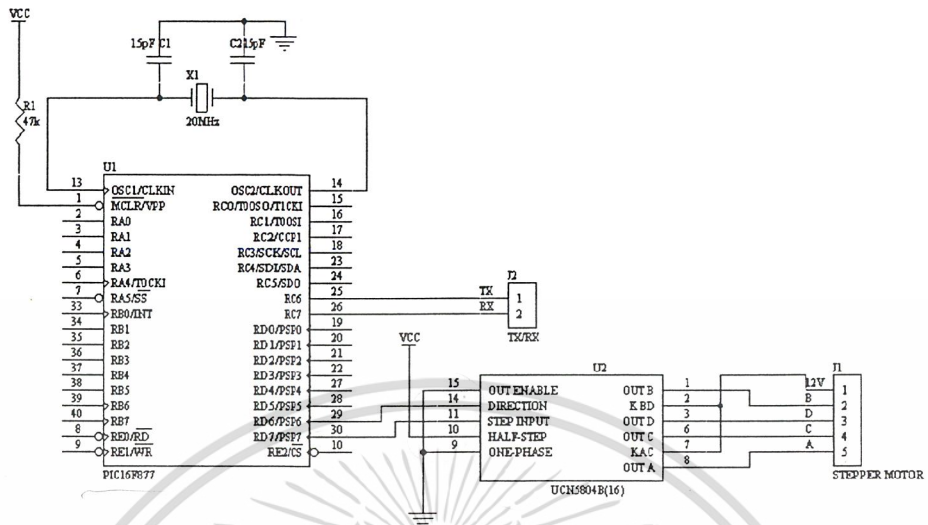 VCC
15pF C1
C2 15pF
X1
20MHz
R1
47k
U1
13 OSC1/CLKIN
1 MCLR/VPP
2 RA0
3 RA1
4 RA2
5 RA3
6 RA4/T0CKI
7 RA5/SS
33 RB0/INT
34 RB1
35 RB2
36 RB3
37 RB4
38 RB5
39 RB6
40 RB7
8 RE0/RD
9 RE1/WR
OSC2/CLKOUT 14
RC0/T0OSO/T1CKI 15
RC1/T0OSI 16
RC2/CCP1 17
RC3/SCK/SCL 18
RC4/SDI/SDA 23
RC5/SDO 24
RC6 25
RC7 26
RD0/PSP0 19
RD1/PSP1 20
RD2/PSP2 21
RD3/PSP3 22
RD4/PSP4 27
RD5/PSP5 28
RD6/PSP6 29
RD7/PSP7 30
RE2/CS 10
PIC16F877
J2
TX 1
RX 2
TX/RX
VCC
U2
15 OUT ENABLE
14 DIRECTION
11 STEP INPUT
10 HALF-STEP
9 ONE-PHASE
OUT B 1
KBD 2
OUT D 3
OUT C 6
KAC 7
OUT A 8
UCN5804B(16)
J1
12V 1
B 2
D 3
C 4
A 5
STEPPER MOTOR